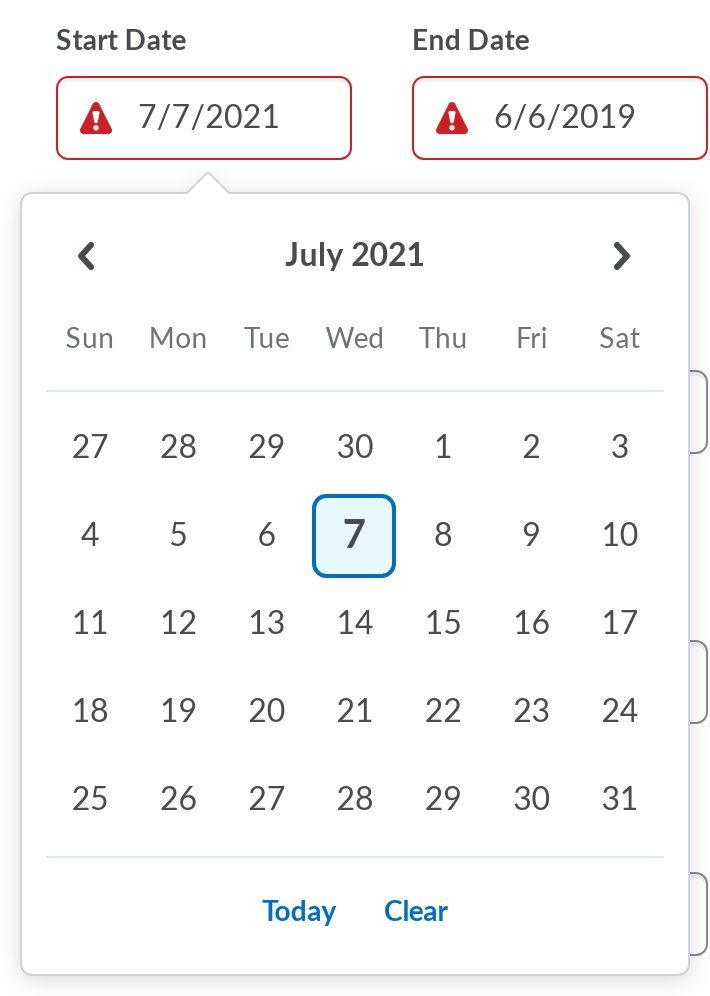 Start Date End Date
7/7/2021 6/6/2019
July 2021
Sun Mon Tue Wed Thu Fri Sat
27 28 29 30 1 2 3
4 5 6 7 8 9 10
11 12 13 14 15 16 17
18 19 20 21 22 23 24
25 26 27 28 29 30 31
Today Clear